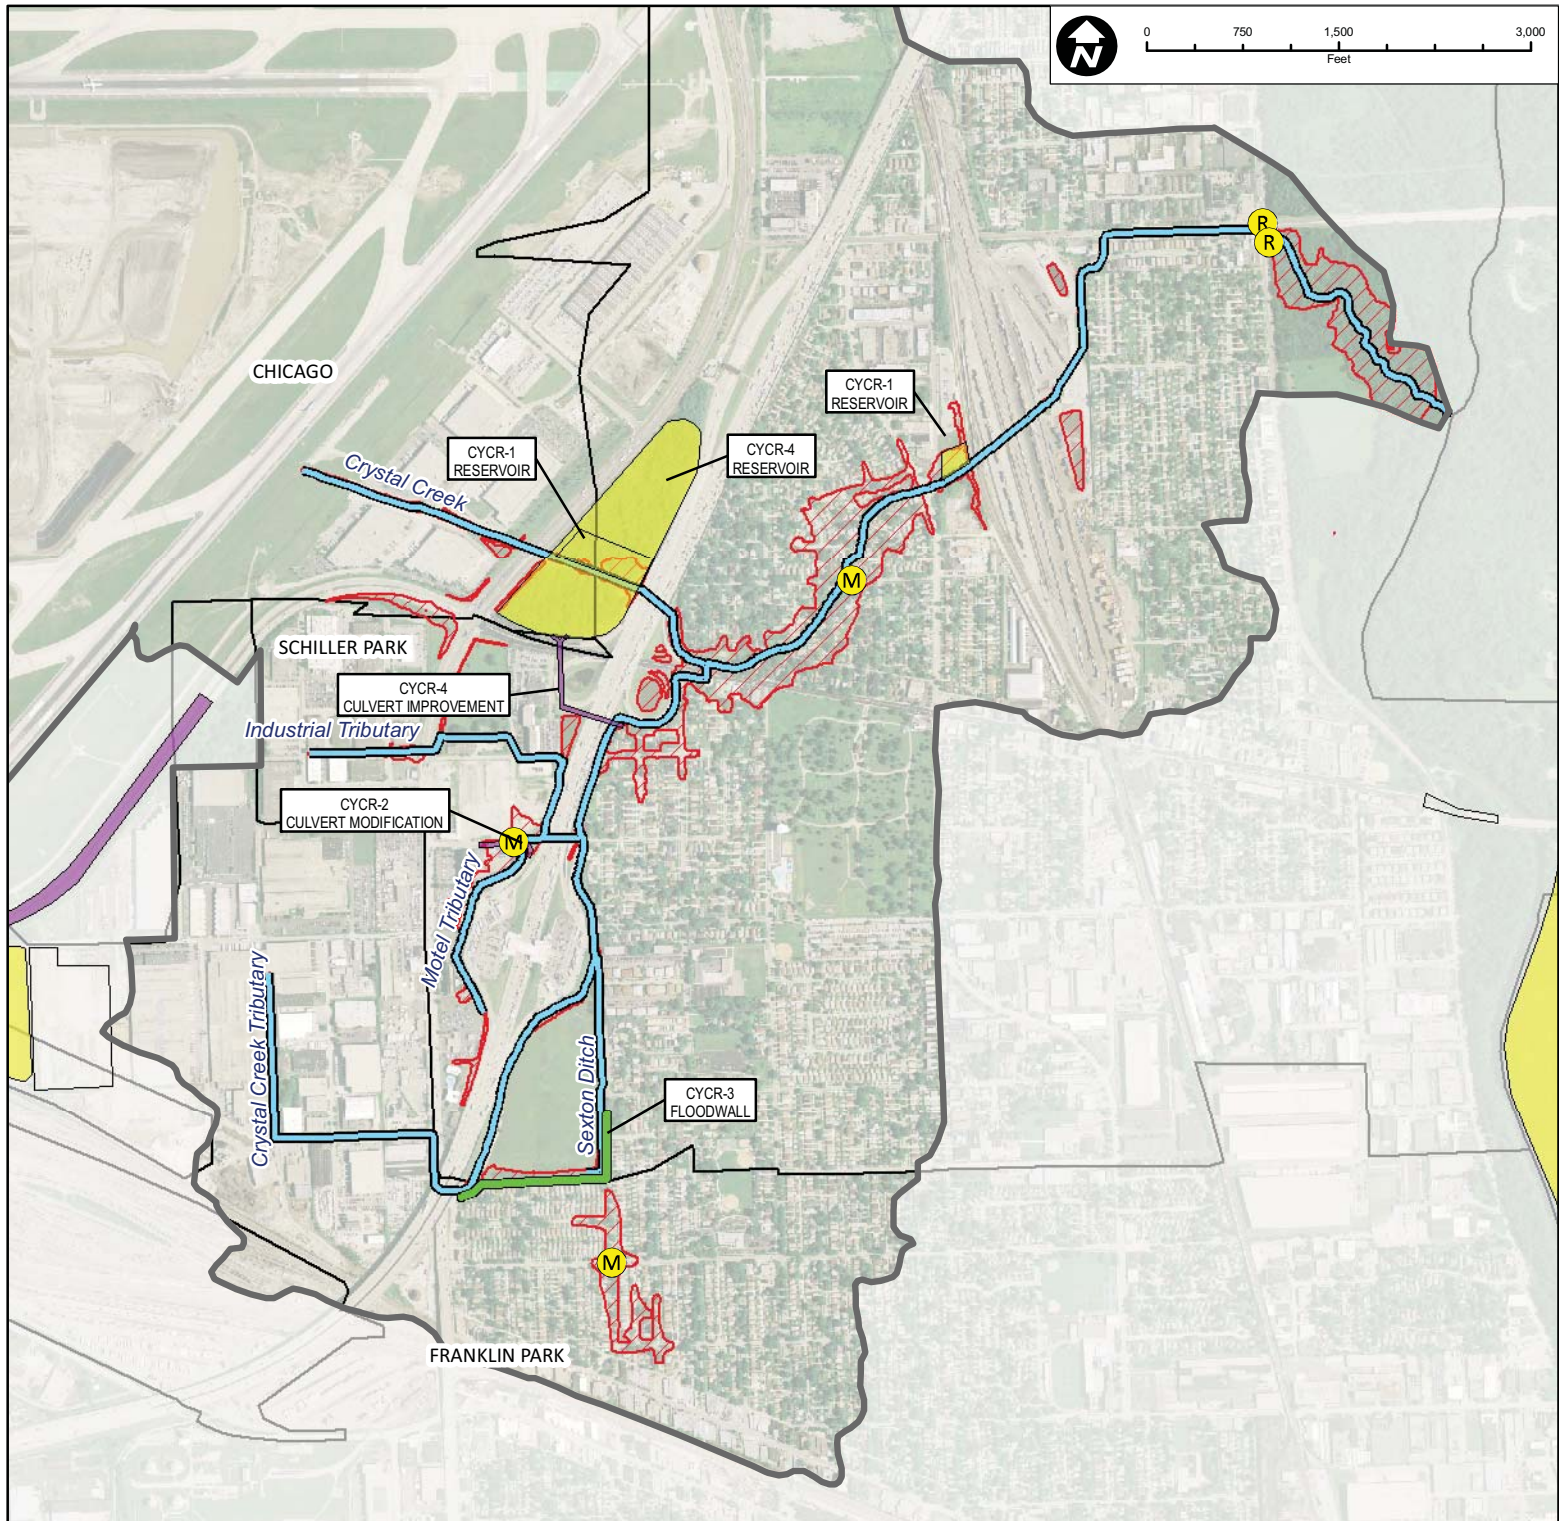 0 750 1,500 3,000
Feet
N
R
R
CHICAGO
CYCR-1
RESERVOIR
CYCR-1
RESERVOIR
CYCR-4
RESERVOIR
Crystal Creek
M
SCHILLER PARK
CYCR-4
CULVERT IMPROVEMENT
Industrial Tributary
CYCR-2
CULVERT MODIFICATION
M
Motel Tributary
Crystal Creek Tributary
Sexton Ditch
CYCR-3
FLOODWALL
M
FRANKLIN PARK